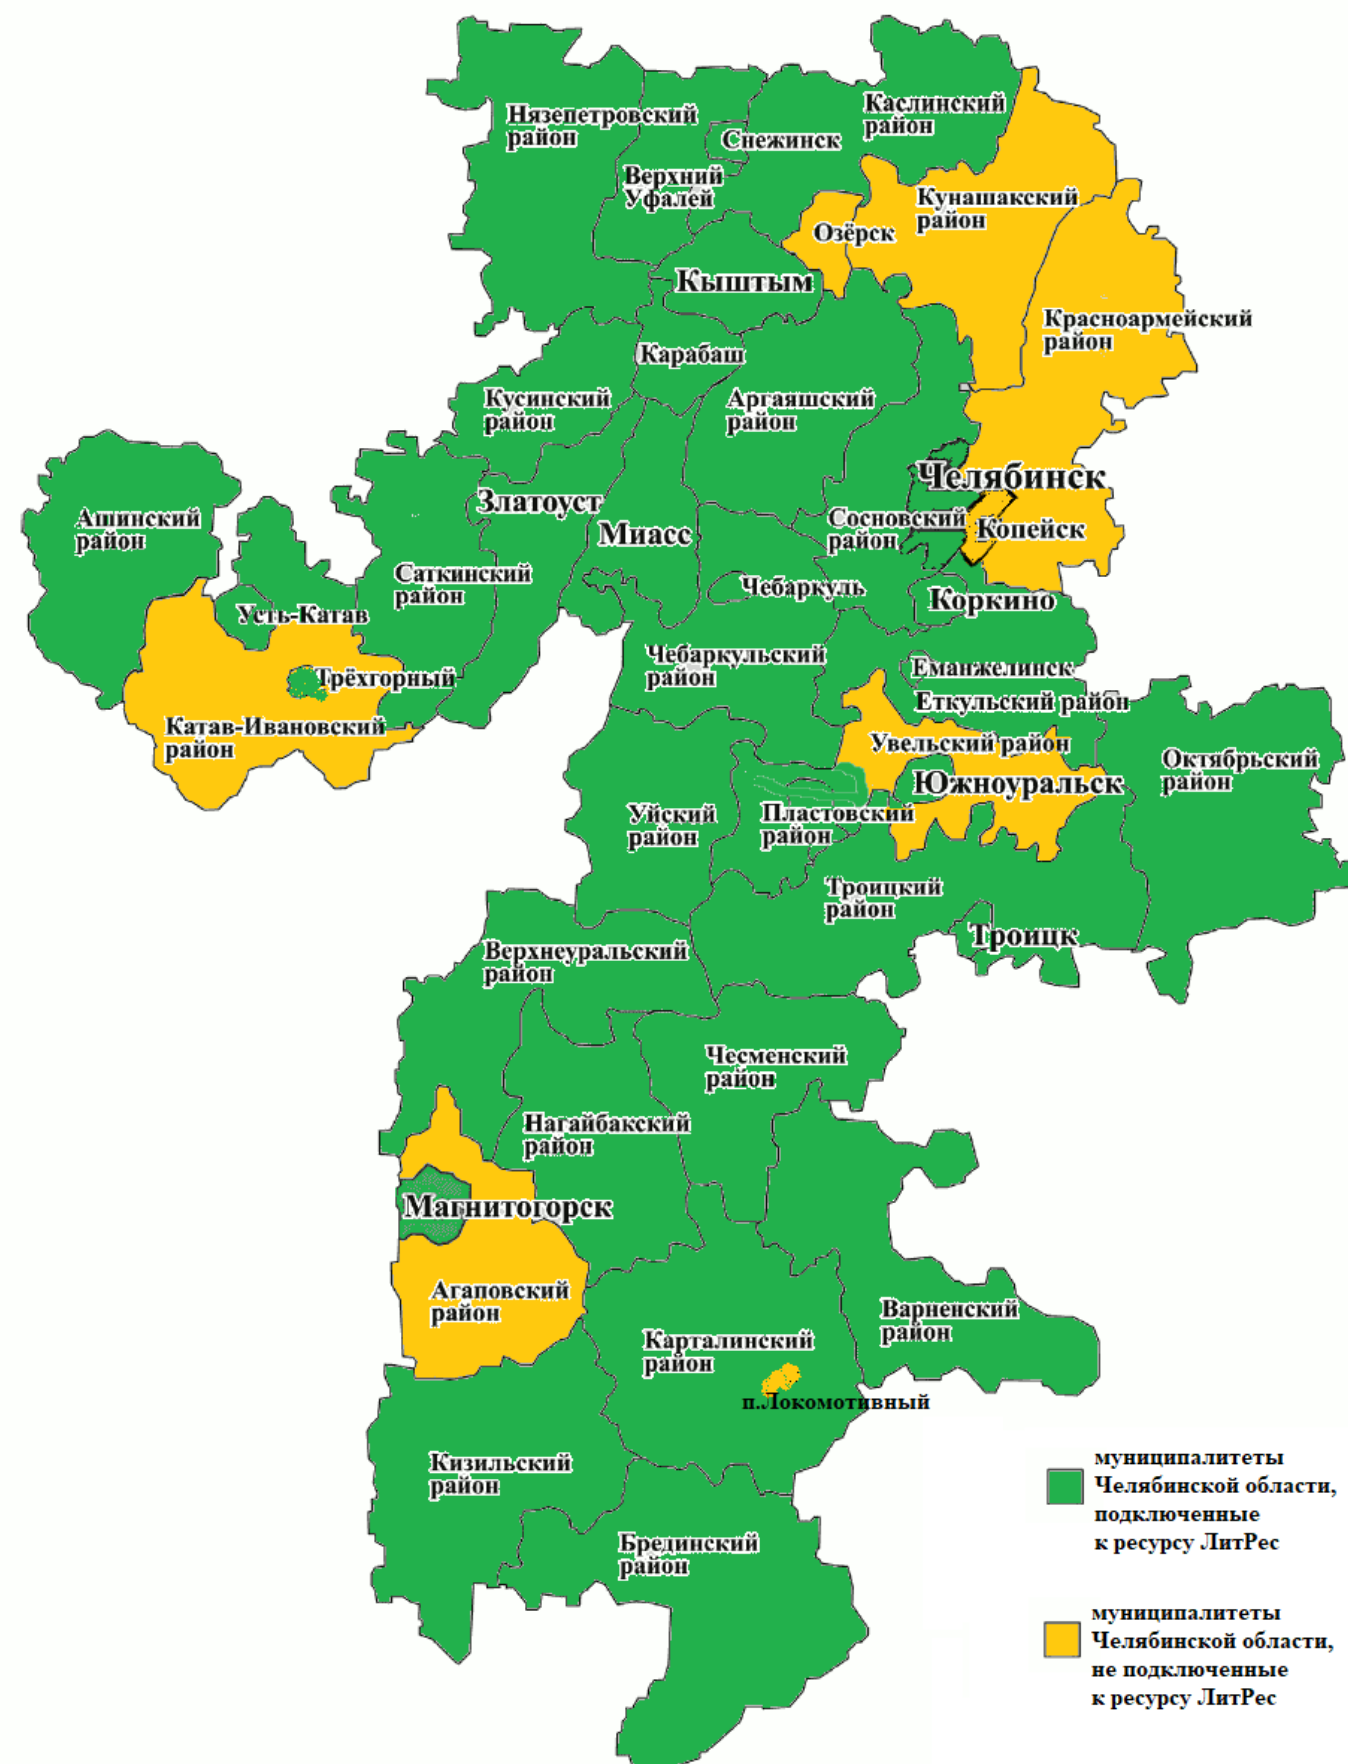 Нязепетровский
район
Каслинский
район
Снежинск
Верхний
Уфалей
Кунашакский
район
Озёрск
Кыштым
Красноармейский
район
Карабаш
Кусинский
район
Аргаяшский
район
Челябинск
Златоуст
Ашинский
район
Миасс
Сосновский
район
Копейск
Саткинский
район
Чебаркуль
Коркино
Усть-Катав
Чебаркульский
район
Еманжелинск
Трёхгорный
Еткульский район
Катав-Ивановский
район
Увельский район
Октябрьский
район
Южноуральск
Уйский
район
Пластовский
район
Троицкий
район
Троицк
Верхнеуральский
район
Чесменский
район
Нагайбакский
район
Магнитогорск
Агаповский
район
Варненский
район
Карталинский
район
п.Локомотивный
Кизильский
район
Брединский
район
муниципалитеты
Челябинской области,
подключенные
к ресурсу ЛитРес
муниципалитеты
Челябинской области,
не подключенные
к ресурсу ЛитРес